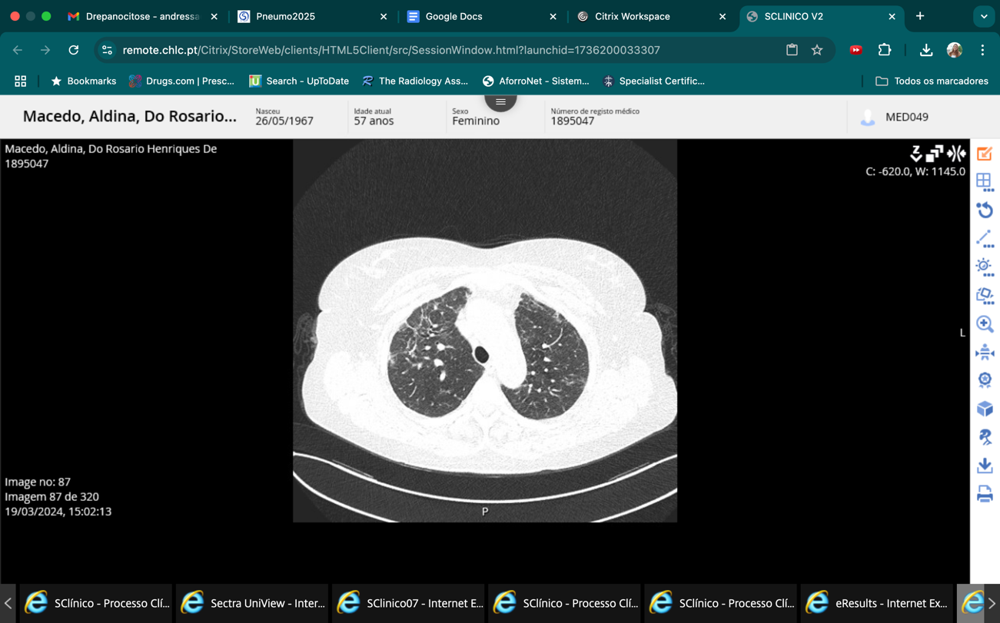 Drepanocitose - andressa
Pneumo2025
Google Docs
Citrix Workspace
SCLINICO V2
remote.chlc.pt/Citrix/StoreWeb/clients/HTML5Client/src/SessionWindow.html?launchid=1736200033307
Bookmarks
Drugs.com | Presc...
Search - UpToDate
The Radiology Ass...
AforroNet - Sistem...
Specialist Certific...
Todos os marcadores
Macedo, Aldina, Do Rosario...
Nasceu
26/05/1967
Idade atual
57 anos
Sexo
Feminino
Número de registo médico
1895047
MED049
Macedo, Aldina, Do Rosario Henriques De
1895047
Z
C: -620.0, W: 1145.0
L
Image no: 87
Imagem 87 de 320
19/03/2024, 15:02:13
P
SClínico - Processo Clí...
Sectra UniView - Inter...
SClinico07 - Internet E...
SClínico - Processo Clí...
SClínico - Processo Clí...
eResults - Internet Ex...